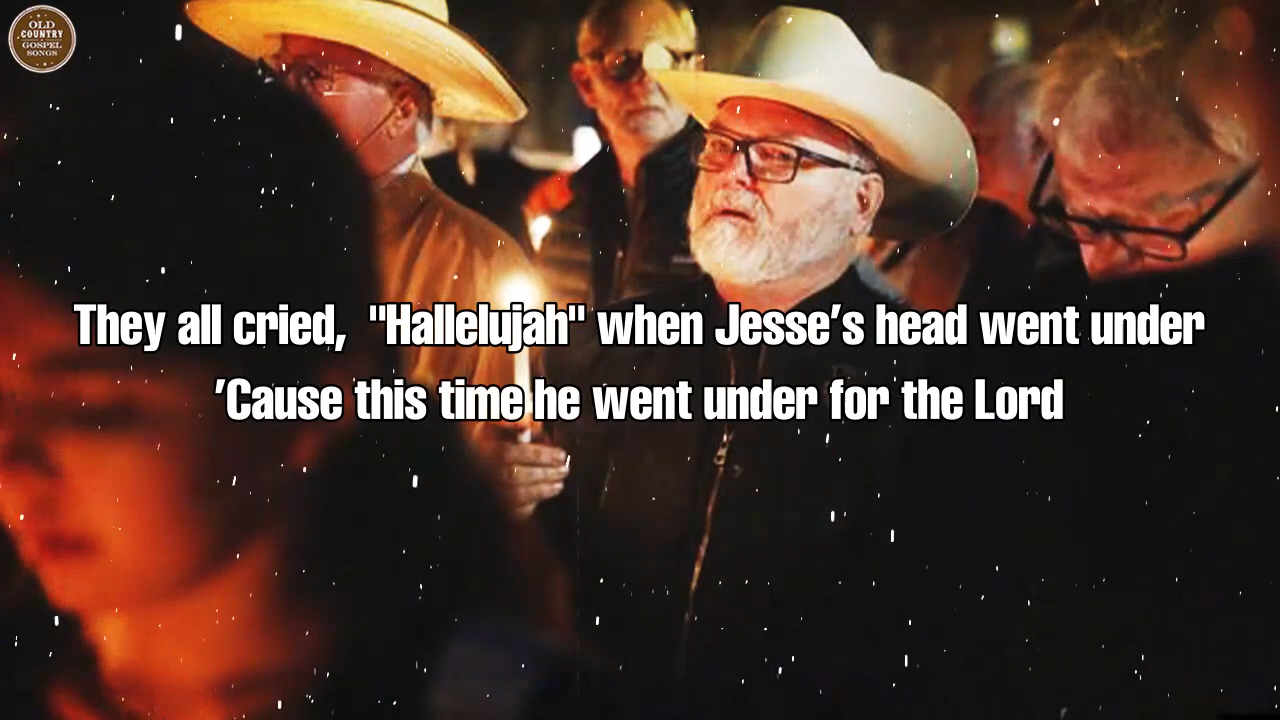 OLD
COUNTRY
GOSPEL
SONGS
They all cried, "Hallelujah" when Jesse's head went under
'Cause this time he went under for the Lord